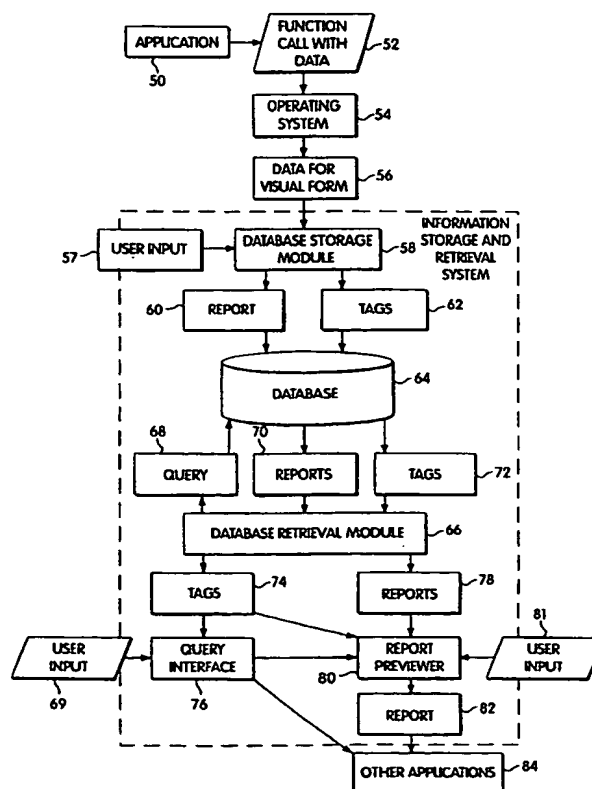 APPLICATION
50
FUNCTION
CALL WITH
DATA
52
OPERATING
SYSTEM
54
DATA FOR
VISUAL FORM
56
INFORMATION
STORAGE AND
RETRIEVAL
SYSTEM
57
USER INPUT
DATABASE STORAGE
MODULE
58
60
REPORT
TAGS
62
DATABASE
64
68
QUERY
70
REPORTS
TAGS
72
DATABASE RETRIEVAL MODULE
66
TAGS
74
REPORTS
78
81
USER
INPUT
69
QUERY
INTERFACE
76
REPORT
PREVIEWER
80
USER
INPUT
REPORT
82
OTHER APPLICATIONS
84